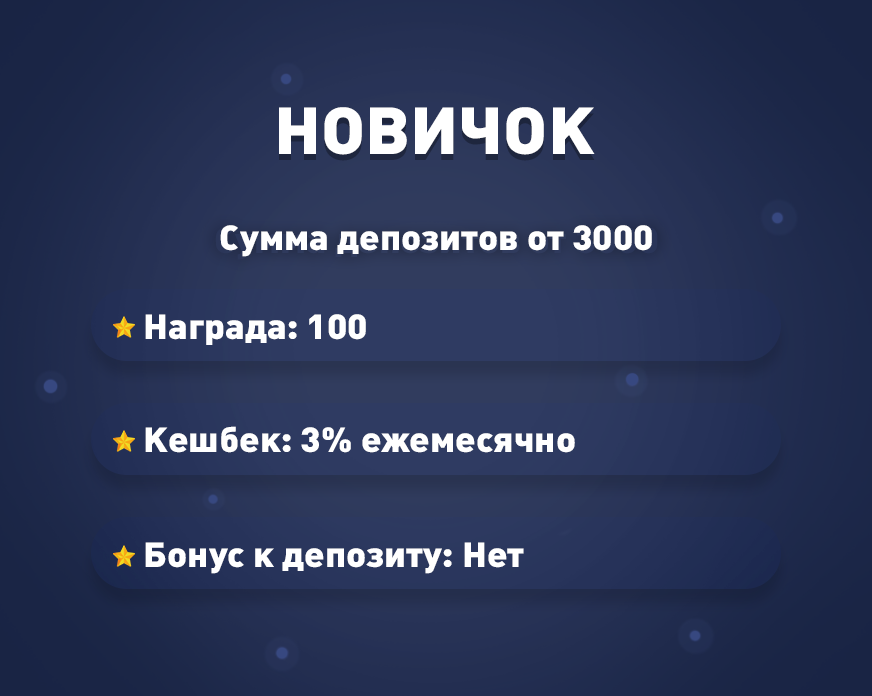 НОВИЧОК
Сумма депозитов от 3000
Награда: 100
Кешбек: 3% ежемесячно
Бонус к депозиту: Нет